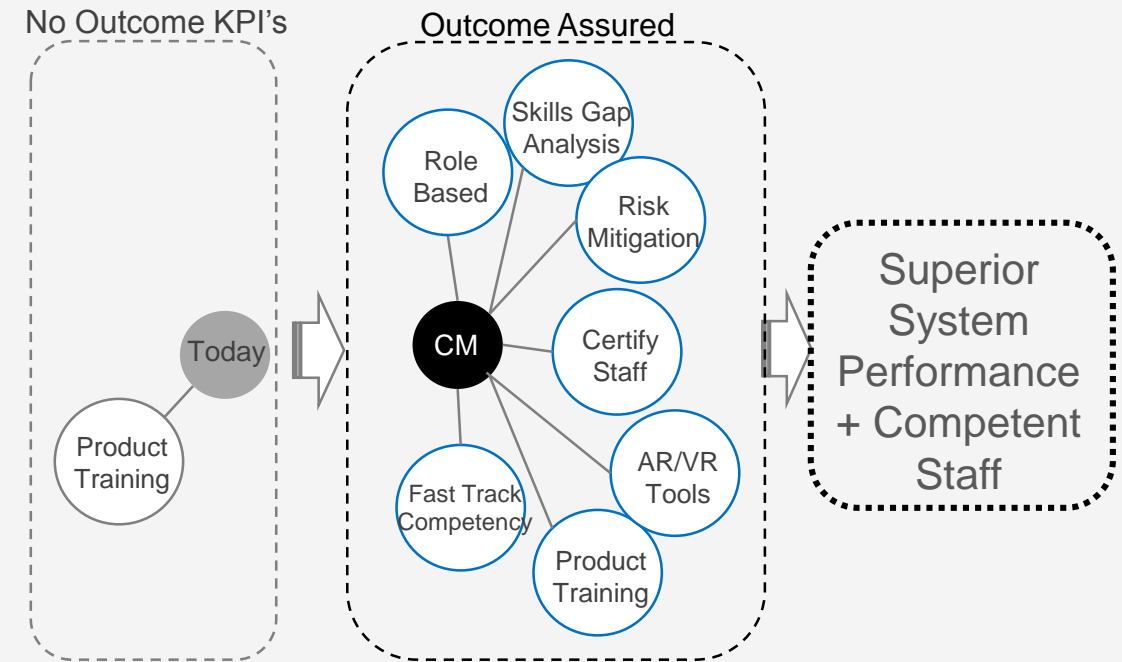 No Outcome KPI's
Today
Product
Training
Outcome Assured
Skills Gap
Analysis
Role
Based
Risk
Mitigation
CM
Certify
Staff
AR/VR
Tools
Fast Track
Competency
Product
Training
Superior
System
Performance
+ Competent
Staff